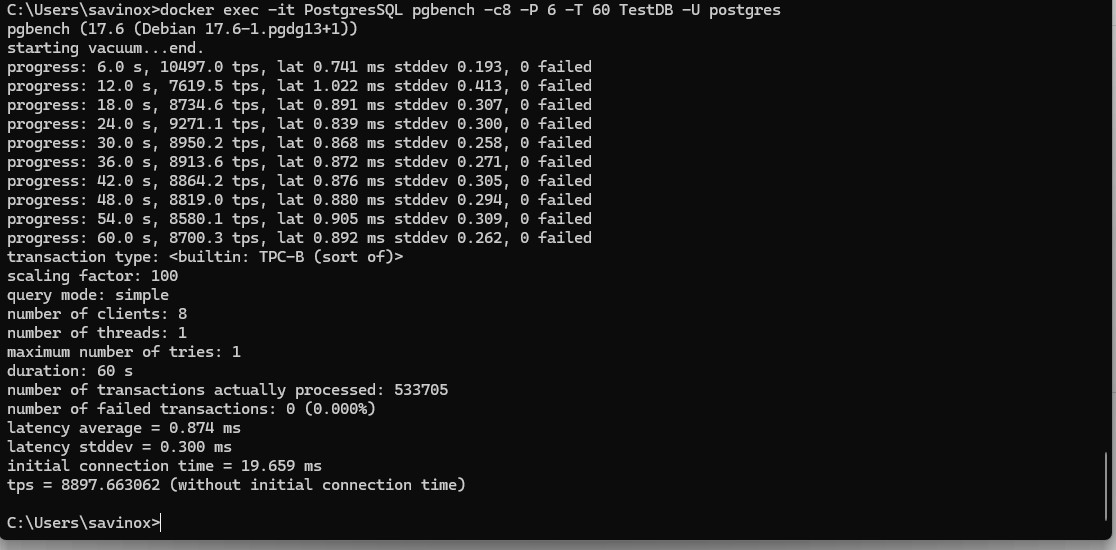 C:\Users\savinox>docker exec -it PostgresSQL pgbench -c8 -P 6 -T 60 TestDB -U postgres
pgbench (17.6 (Debian 17.6-1.pgdg13+1))
starting vacuum...end.
progress: 6.0 s, 10497.0 tps, lat 0.741 ms stddev 0.193, 0 failed
progress: 12.0 s, 7619.5 tps, lat 1.022 ms stddev 0.413, 0 failed
progress: 18.0 s, 8734.6 tps, lat 0.891 ms stddev 0.307, 0 failed
progress: 24.0 s, 9271.1 tps, lat 0.839 ms stddev 0.300, 0 failed
progress: 30.0 s, 8950.2 tps, lat 0.868 ms stddev 0.258, 0 failed
progress: 36.0 s, 8913.6 tps, lat 0.872 ms stddev 0.271, 0 failed
progress: 42.0 s, 8864.2 tps, lat 0.876 ms stddev 0.305, 0 failed
progress: 48.0 s, 8819.0 tps, lat 0.880 ms stddev 0.294, 0 failed
progress: 54.0 s, 8580.1 tps, lat 0.905 ms stddev 0.309, 0 failed
progress: 60.0 s, 8700.3 tps, lat 0.892 ms stddev 0.262, 0 failed
transaction type: <builtin: TPC-B (sort of)>
scaling factor: 100
query mode: simple
number of clients: 8
number of threads: 1
maximum number of tries: 1
duration: 60 s
number of transactions actually processed: 533705
number of failed transactions: 0 (0.000%)
latency average = 0.874 ms
latency stddev = 0.300 ms
initial connection time = 19.659 ms
tps = 8897.663062 (without initial connection time)
C:\Users\savinox>